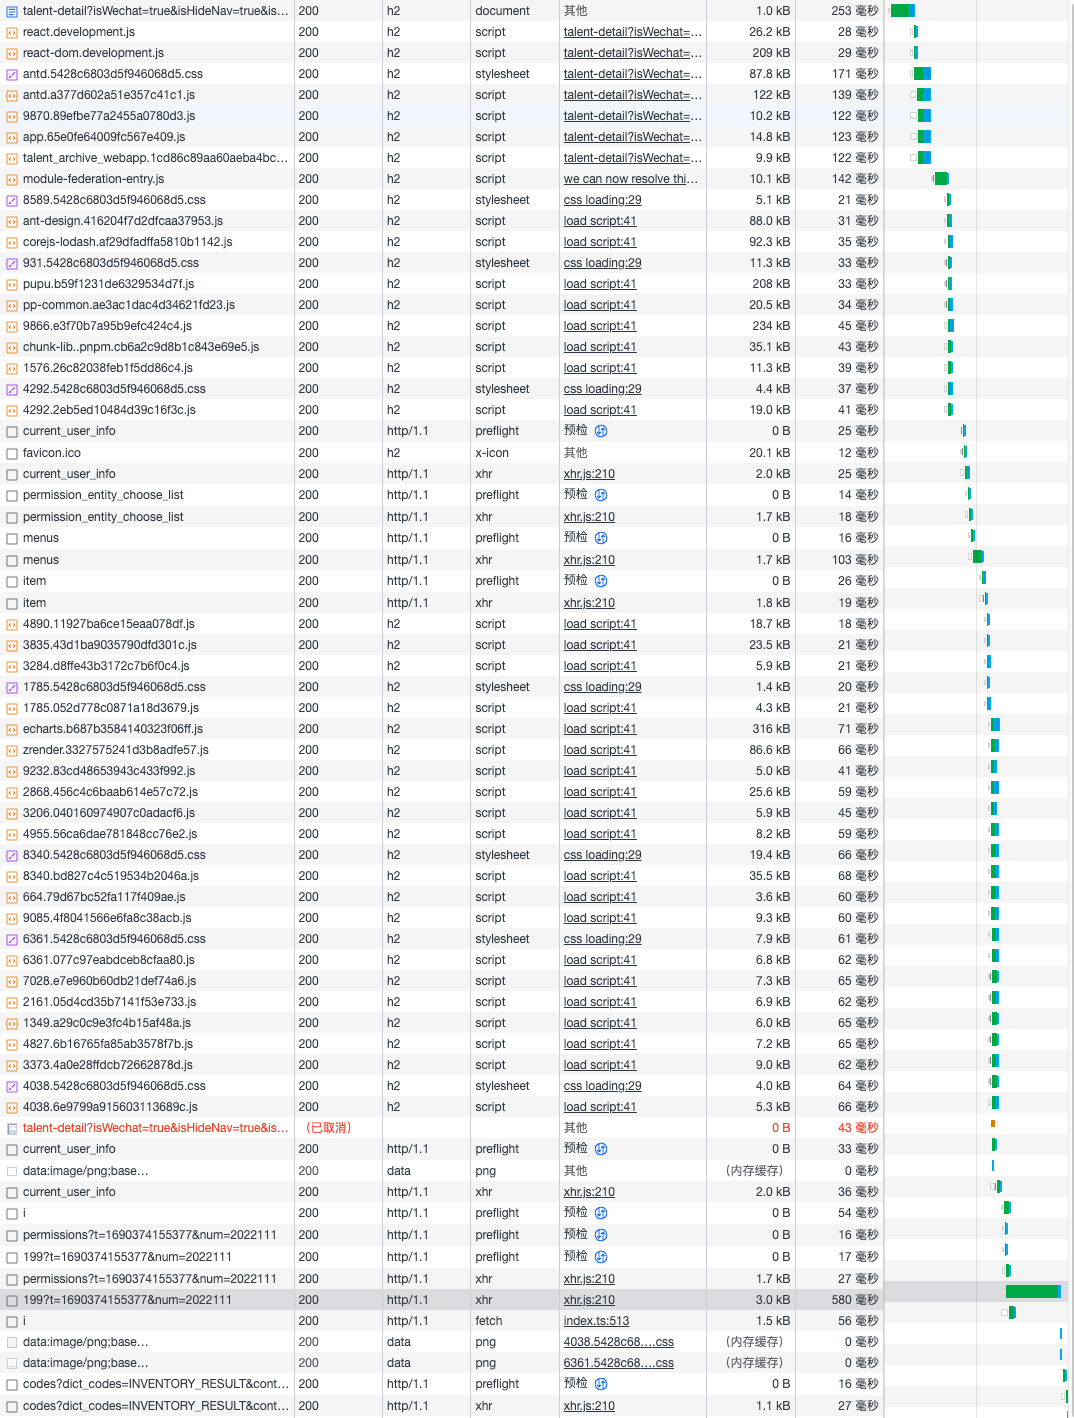 talent-detail?isWechat=true&isHideNav=true&is... 200 h2 document 其他 1.0 kB 253 毫秒
react.development.js 200 h2 script talent-detail?isWechat=... 26.2 kB 28 毫秒
react-dom.development.js 200 h2 script talent-detail?isWechat=... 209 kB 29 毫秒
antd.5428c6803d5f946068d5.css 200 h2 stylesheet talent-detail?isWechat=... 87.8 kB 171 毫秒
antd.a377d602a51e357c41c1.js 200 h2 script talent-detail?isWechat=... 122 kB 139 毫秒
9870.89efbe77a2455a0780d3.js 200 h2 script talent-detail?isWechat=... 10.2 kB 122 毫秒
app.65e0fe64009fc567e409.js 200 h2 script talent-detail?isWechat=... 14.8 kB 123 毫秒
talent_archive_webapp.1cd86c89aa60aeba4bc... 200 h2 script talent-detail?isWechat=... 9.9 kB 122 毫秒
module-federation-entry.js 200 h2 script we can now resolve thi... 10.1 kB 142 毫秒
8589.5428c6803d5f946068d5.css 200 h2 stylesheet css loading:29 5.1 kB 21 毫秒
ant-design.416204f7d2dfcaa37953.js 200 h2 script load script:41 88.0 kB 31 毫秒
corejs-lodash.af29dfadffa5810b1142.js 200 h2 script load script:41 92.3 kB 35 毫秒
931.5428c6803d5f946068d5.css 200 h2 stylesheet css loading:29 11.3 kB 33 毫秒
pupu.b59f1231de6329534d7f.js 200 h2 script load script:41 208 kB 33 毫秒
pp-common.ae3ac1dac4d34621fd23.js 200 h2 script load script:41 20.5 kB 34 毫秒
9866.e3f70b7a95b9efc424c4.js 200 h2 script load script:41 234 kB 45 毫秒
chunk-lib..pnpm.cb6a2c9d8b1c843e69e5.js 200 h2 script load script:41 35.1 kB 43 毫秒
1576.26c82038feb1f5dd86c4.js 200 h2 script load script:41 11.3 kB 39 毫秒
4292.5428c6803d5f946068d5.css 200 h2 stylesheet css loading:29 4.4 kB 37 毫秒
4292.2eb5ed10484d39c16f3c.js 200 h2 script load script:41 19.0 kB 41 毫秒
current_user_info 200 http/1.1 preflight 预检 0 B 25 毫秒
favicon.ico 200 h2 x-icon 其他 20.1 kB 12 毫秒
current_user_info 200 http/1.1 xhr xhr.js:210 2.0 kB 25 毫秒
permission_entity_choose_list 200 http/1.1 preflight 预检 0 B 14 毫秒
permission_entity_choose_list 200 http/1.1 xhr xhr.js:210 1.7 kB 18 毫秒
menus 200 http/1.1 preflight 预检 0 B 16 毫秒
menus 200 http/1.1 xhr xhr.js:210 1.7 kB 103 毫秒
item 200 http/1.1 preflight 预检 0 B 26 毫秒
item 200 http/1.1 xhr xhr.js:210 1.8 kB 19 毫秒
4890.11927ba6ce15eaa078df.js 200 h2 script load script:41 18.7 kB 18 毫秒
3835.43d1ba9035790dfd301c.js 200 h2 script load script:41 23.5 kB 21 毫秒
3284.d8ffe43b3172c7b6f0c4.js 200 h2 script load script:41 5.9 kB 21 毫秒
1785.5428c6803d5f946068d5.css 200 h2 stylesheet css loading:29 1.4 kB 20 毫秒
1785.052d778c0871a18d3679.js 200 h2 script load script:41 4.3 kB 21 毫秒
echarts.b687b3584140323f06ff.js 200 h2 script load script:41 316 kB 71 毫秒
zrender.3327575241d3b8adfe57.js 200 h2 script load script:41 86.6 kB 66 毫秒
9232.83cd48653943c433f992.js 200 h2 script load script:41 5.0 kB 41 毫秒
2868.456c4c6baab614e57c72.js 200 h2 script load script:41 25.6 kB 59 毫秒
3206.040160974907c0adacf6.js 200 h2 script load script:41 5.9 kB 45 毫秒
4955.56ca6dae781848cc76e2.js 200 h2 script load script:41 8.2 kB 59 毫秒
8340.5428c6803d5f946068d5.css 200 h2 stylesheet css loading:29 19.4 kB 66 毫秒
8340.bd827c4c519534b2046a.js 200 h2 script load script:41 35.5 kB 68 毫秒
664.79d67bc52fa117f409ae.js 200 h2 script load script:41 3.6 kB 60 毫秒
9085.4f8041566e6fa8c38acb.js 200 h2 script load script:41 9.3 kB 60 毫秒
6361.5428c6803d5f946068d5.css 200 h2 stylesheet css loading:29 7.9 kB 61 毫秒
6361.077c97eabdceb8cfaa80.js 200 h2 script load script:41 6.8 kB 62 毫秒
7028.e7e960b60db21def74a6.js 200 h2 script load script:41 7.3 kB 65 毫秒
2161.05d4cd35b7141f53e733.js 200 h2 script load script:41 6.9 kB 62 毫秒
1349.a29c0c9e3fc4b15af48a.js 200 h2 script load script:41 6.0 kB 65 毫秒
4827.6b16765fa85ab3578f7b.js 200 h2 script load script:41 7.2 kB 65 毫秒
3373.4a0e28ffdcb72662878d.js 200 h2 script load script:41 9.0 kB 62 毫秒
4038.5428c6803d5f946068d5.css 200 h2 stylesheet css loading:29 4.0 kB 64 毫秒
4038.6e9799a915603113689c.js 200 h2 script load script:41 5.3 kB 66 毫秒
talent-detail?isWechat=true&isHideNav=true&is... （已取消） 其他 0 B 43 毫秒
current_user_info 200 http/1.1 preflight 预检 0 B 33 毫秒
data:image/png;base... 200 data png 其他 （内存缓存） 0 毫秒
current_user_info 200 http/1.1 xhr xhr.js:210 2.0 kB 36 毫秒
i 200 http/1.1 preflight 预检 0 B 54 毫秒
permissions?t=1690374155377&num=2022111 200 http/1.1 preflight 预检 0 B 16 毫秒
199?t=1690374155377&num=2022111 200 http/1.1 preflight 预检 0 B 17 毫秒
permissions?t=1690374155377&num=2022111 200 http/1.1 xhr xhr.js:210 1.7 kB 27 毫秒
199?t=1690374155377&num=2022111 200 http/1.1 xhr xhr.js:210 3.0 kB 580 毫秒
i 200 http/1.1 fetch index.ts:513 1.5 kB 56 毫秒
data:image/png;base... 200 data png 4038.5428c68....css （内存缓存） 0 毫秒
data:image/png;base... 200 data png 6361.5428c68....css （内存缓存） 0 毫秒
codes?dict_codes=INVENTORY_RESULT&cont... 200 http/1.1 preflight 预检 0 B 16 毫秒
codes?dict_codes=INVENTORY_RESULT&cont... 200 http/1.1 xhr xhr.js:210 1.1 kB 27 毫秒